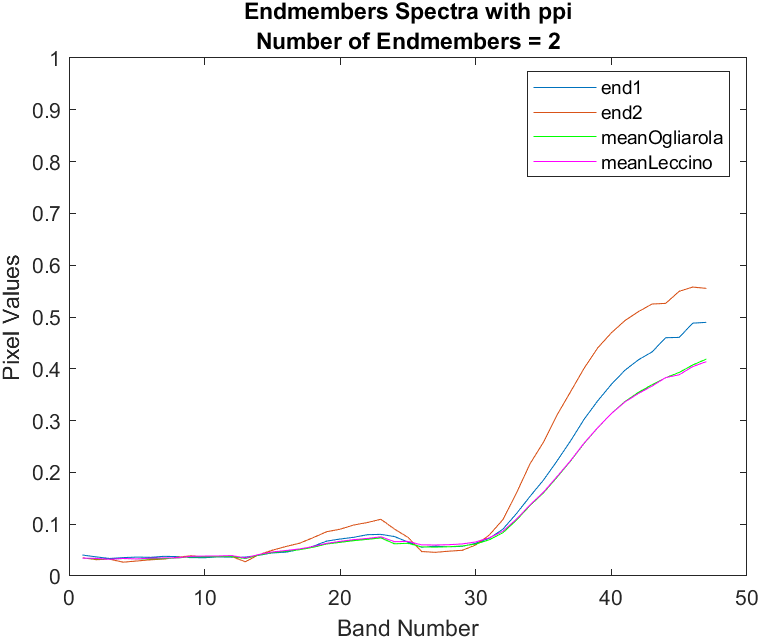 Endmembers Spectra with ppi
Number of Endmembers = 2
1
0.9
0.8
0.7
0.6
0.5
0.4
0.3
0.2
0.1
0
Pixel Values
end1
end2
meanOgliarola
meanLeccino
0
10
20
30
40
50
Band Number